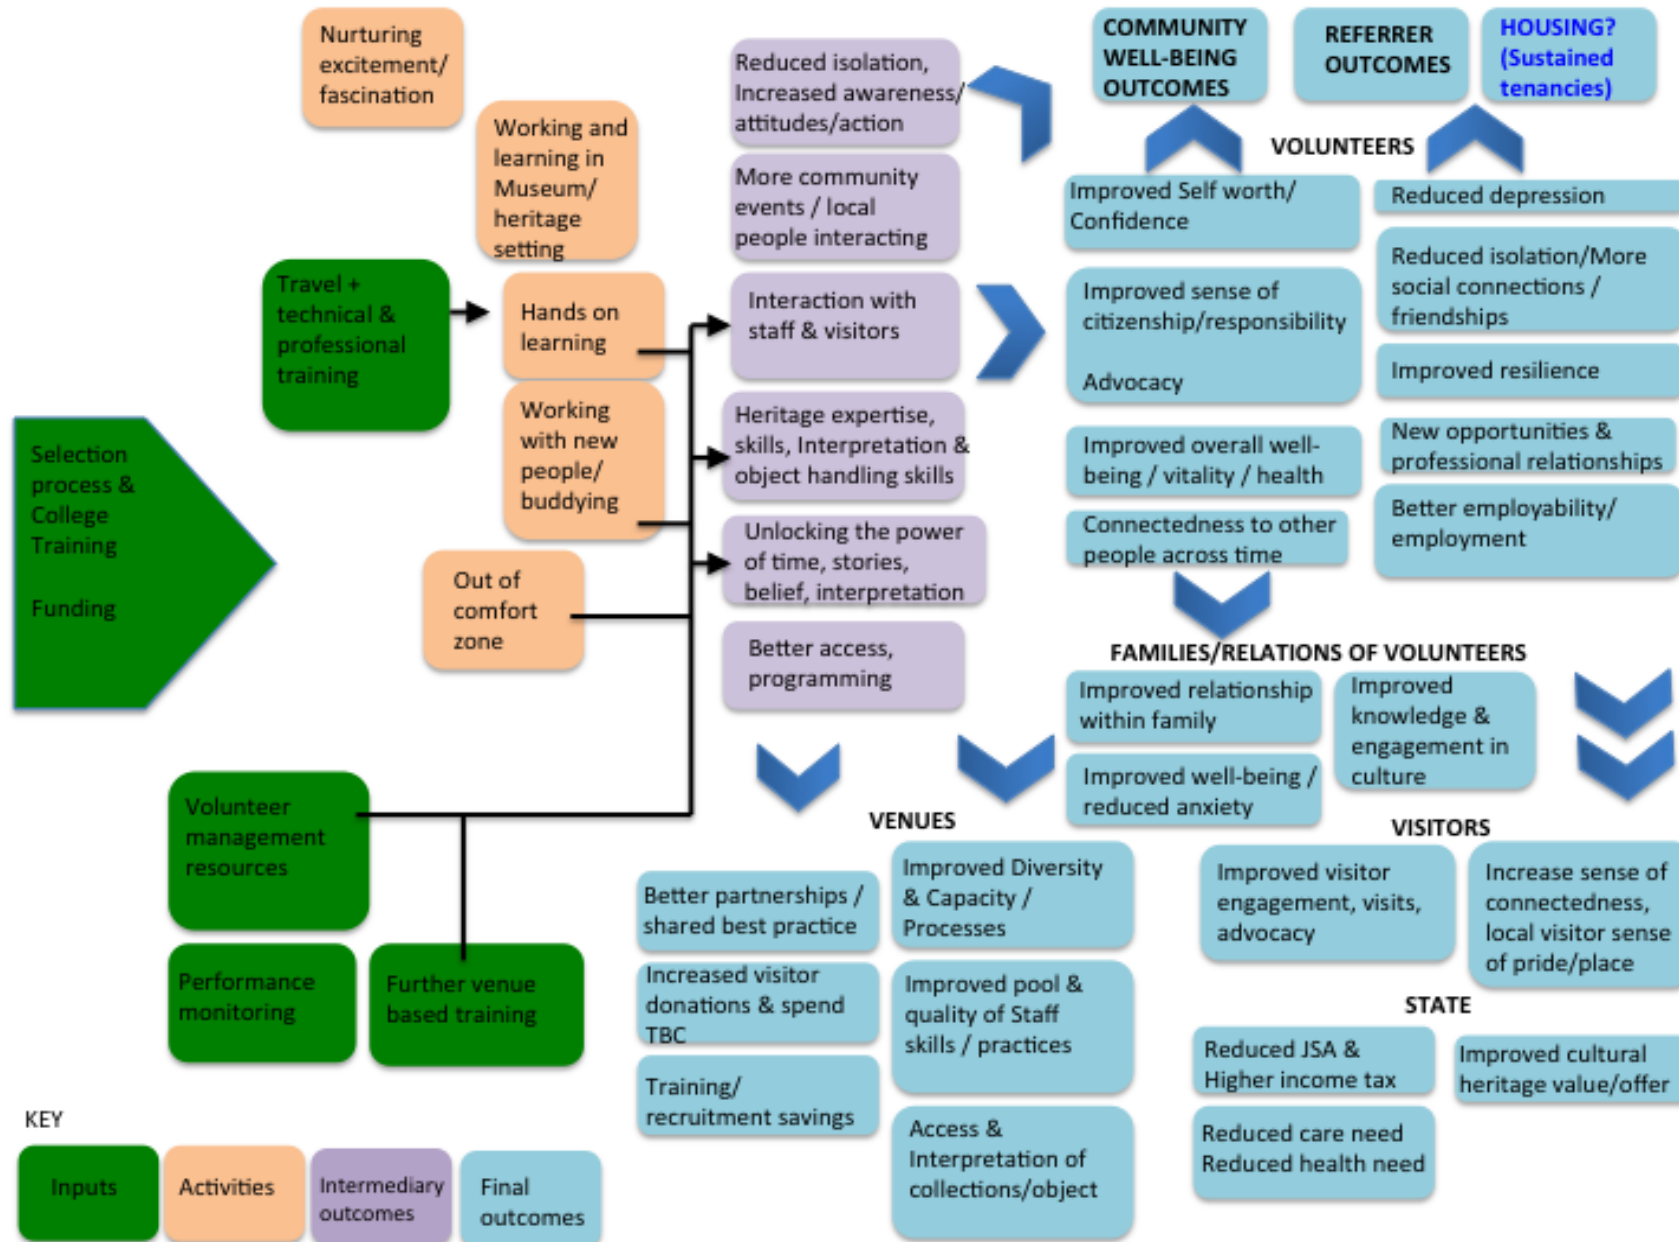 Nurturing
excitement/
fascination
Working and
learning in
Museum/
heritage
setting
Travel +
technical &
professional
training
Hands on
learning
Working
with new
people/
buddying
Selection
process &
College
Training
Funding
Out of
comfort
zone
Volunteer
management
resources
Performance
monitoring
Further venue
based training
Reduced isolation,
Increased awareness/
attitudes/action
More community
events / local
people interacting
Interaction with
staff & visitors
Heritage expertise,
skills, Interpretation &
object handling skills
Unlocking the power
of time, stories,
belief, interpretation
Better access,
programming
COMMUNITY
WELL-BEING
OUTCOMES
REFERRER
OUTCOMES
HOUSING?
(Sustained
tenancies)
VOLUNTEERS
Improved Self worth/
Confidence
Improved sense of
citizenship/responsibility
Advocacy
Improved overall well-
being / vitality / health
Connectedness to other
people across time
Reduced depression
Reduced isolation/More
social connections /
friendships
Improved resilience
New opportunities &
professional relationships
Better employability/
employment
FAMILIES/RELATIONS OF VOLUNTEERS
Improved relationship
within family
Improved well-being /
reduced anxiety
Improved
knowledge &
engagement in
culture
VENUES
Better partnerships /
shared best practice
Increased visitor
donations & spend
TBC
Training/
recruitment savings
Improved Diversity
& Capacity /
Processes
Improved pool &
quality of Staff
skills / practices
Access &
Interpretation of
collections/object
VISITORS
Improved visitor
engagement, visits,
advocacy
Increase sense of
connectedness,
local visitor sense
of pride/place
STATE
Reduced JSA &
Higher income tax
Improved cultural
heritage value/offer
Reduced care need
Reduced health need
KEY
Inputs
Activities
Intermediary
outcomes
Final
outcomes